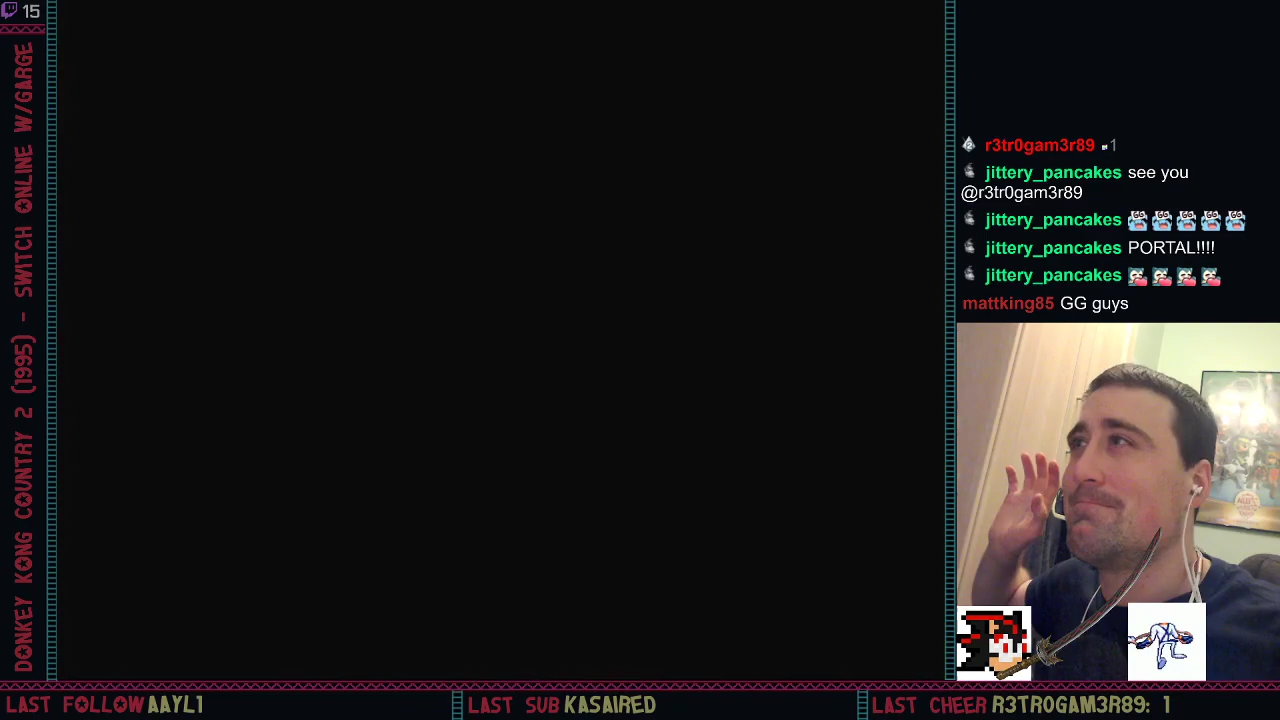 15
DONKEY KONG COUNTRY 2 (1995) - SWITCH ONLINE W/GARGE
r3tr0gam3r89 1
jittery_pancakes see you
@r3tr0gam3r89
jittery_pancakes
jittery_pancakes PORTAL!!!!
jittery_pancakes
mattking85 GG guys
LAST FOLLOW AAYL1
LAST SUB KASAIRED
LAST CHEER R3TR0GAM3R89: 1